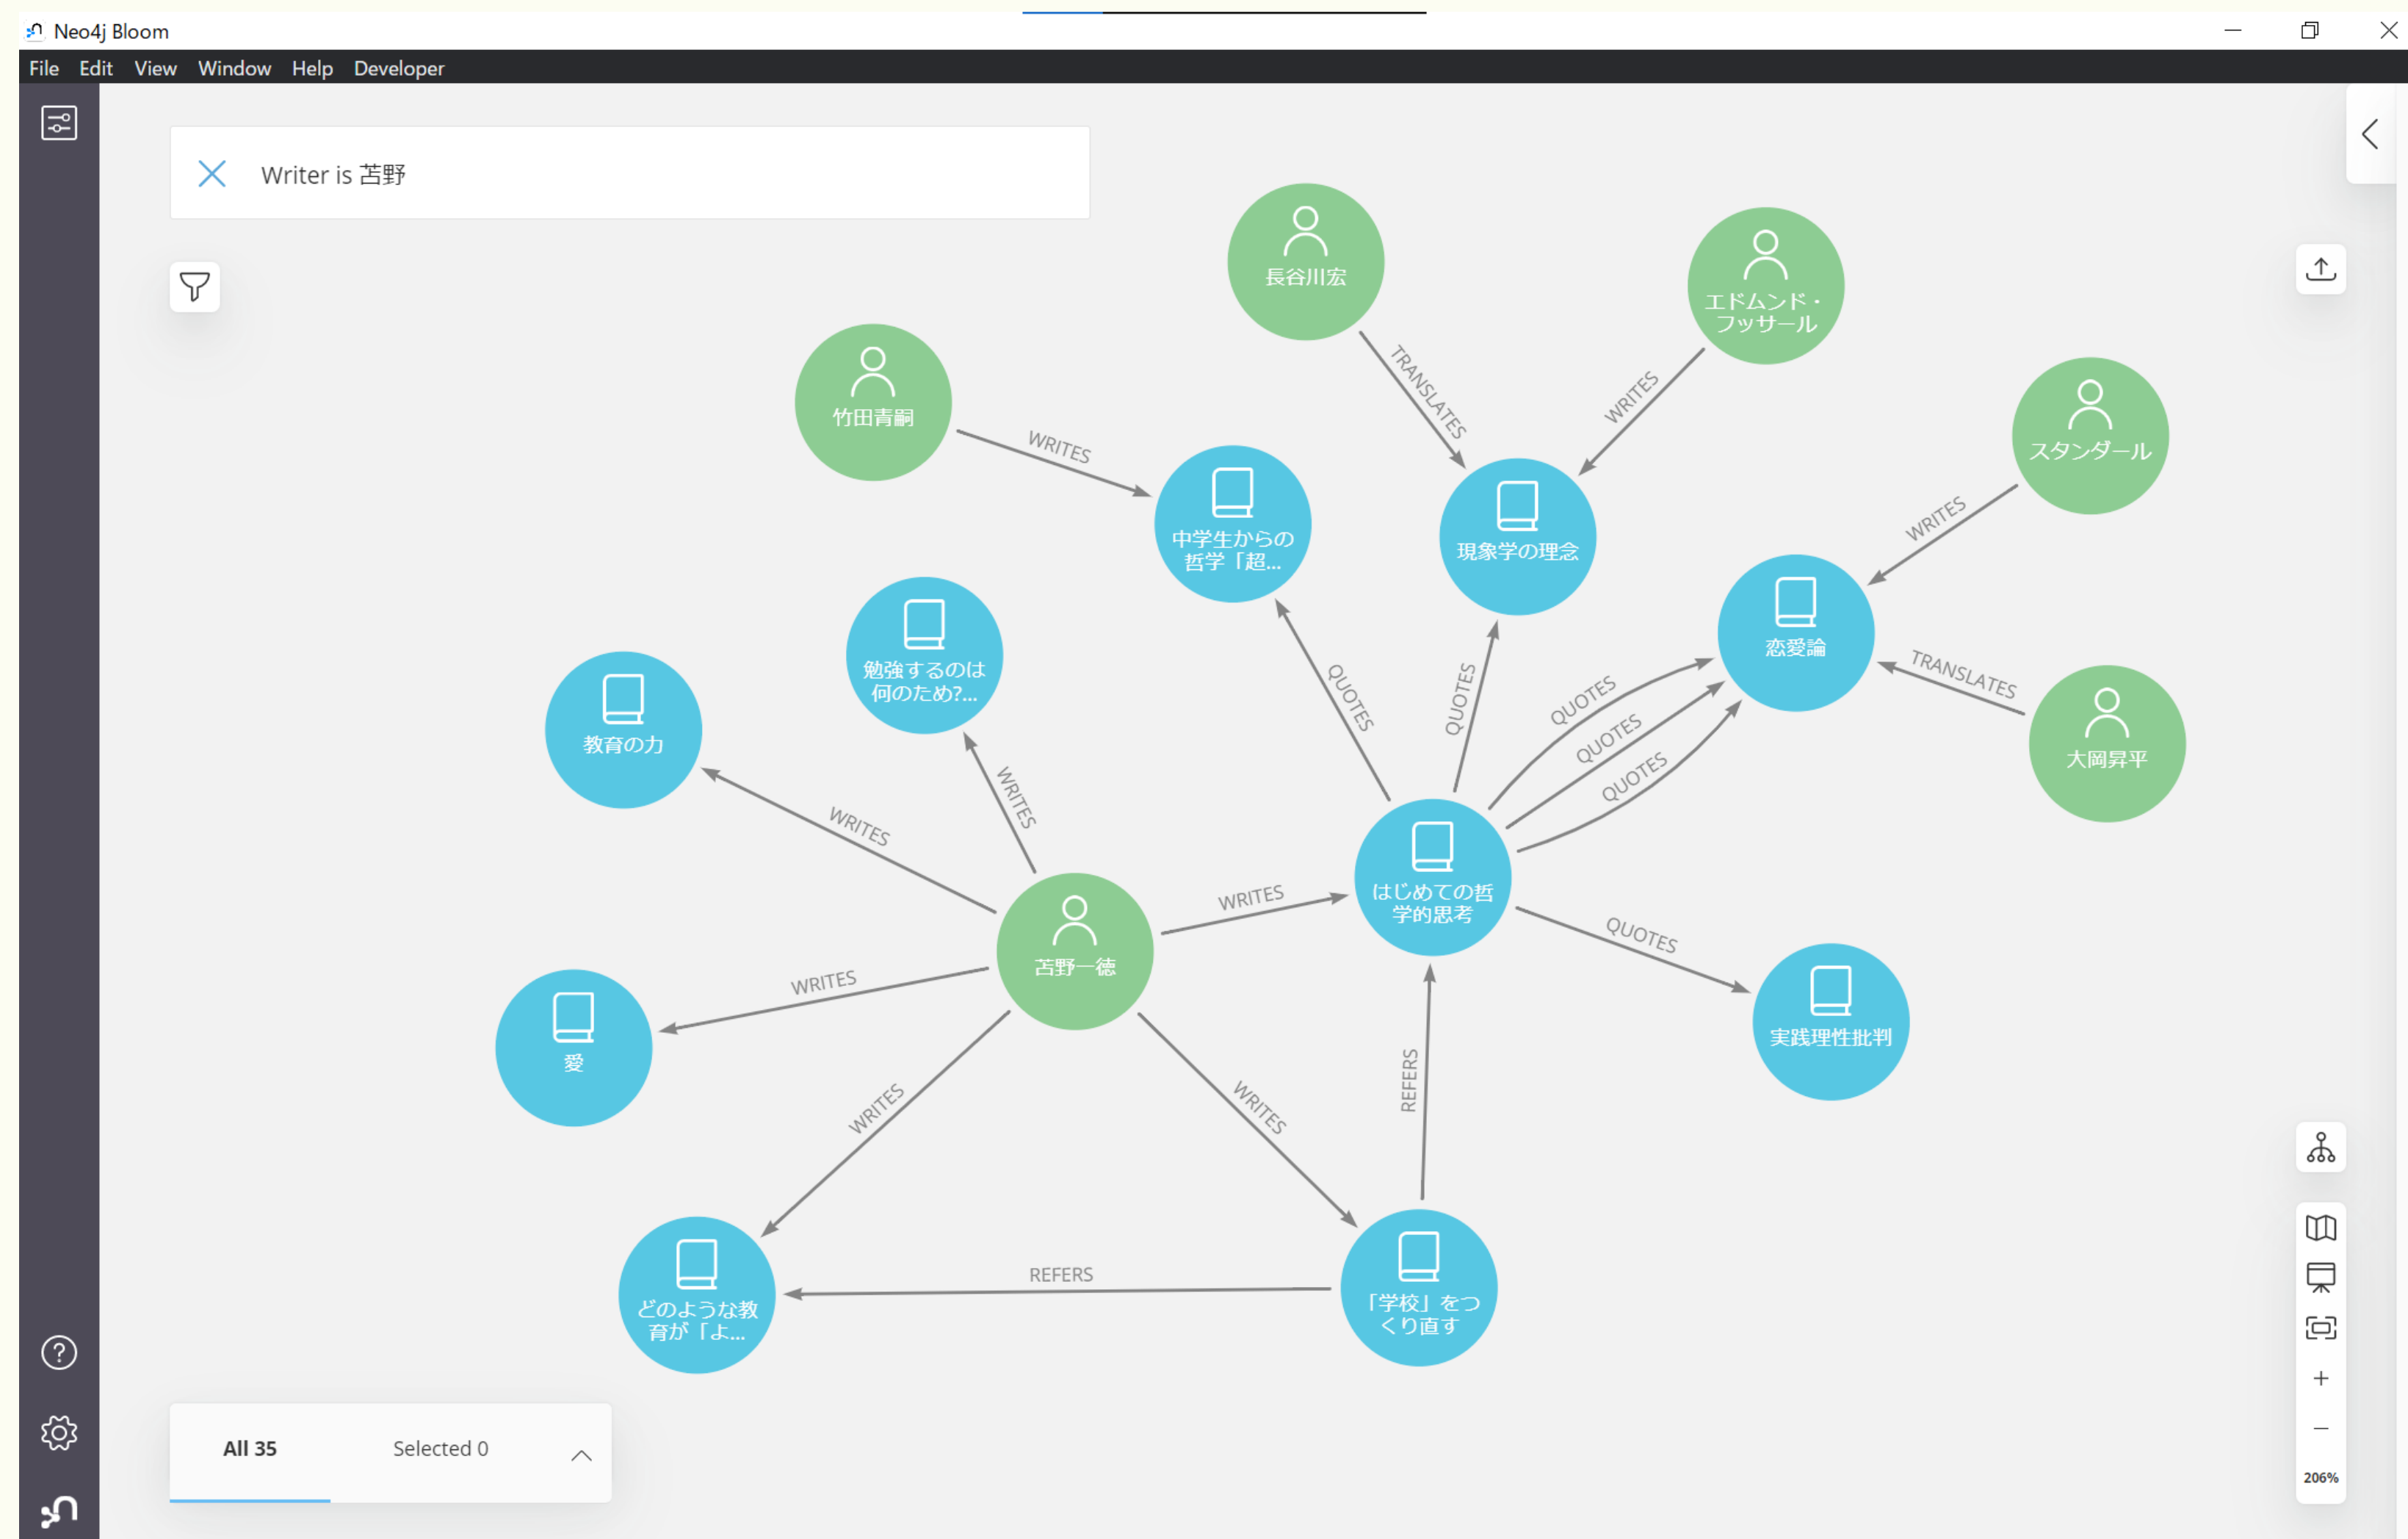 Neo4j Bloom
File Edit View Window Help Developer
Writer is 苫野
長谷川宏
エドムンド・
フッサール
竹田青嗣
スタンダール
TRANSLATES
WRITES
WRITES
WRITES
中学生からの
哲学「超...
現象学の理念
恋愛論
勉強するのは
何のため?...
教育の力
QUOTES
QUOTES
QUOTES
QUOTES
QUOTES
TRANSLATES
大岡昇平
WRITES
WRITES
WRITES
はじめての哲
学的思考
苫野一徳
QUOTES
WRITES
愛
実践理性批判
WRITES
WRITES
REFERS
REFERS
どのような教
育が「よ...
「学校」をつ
くり直す
All 35
Selected 0
206%